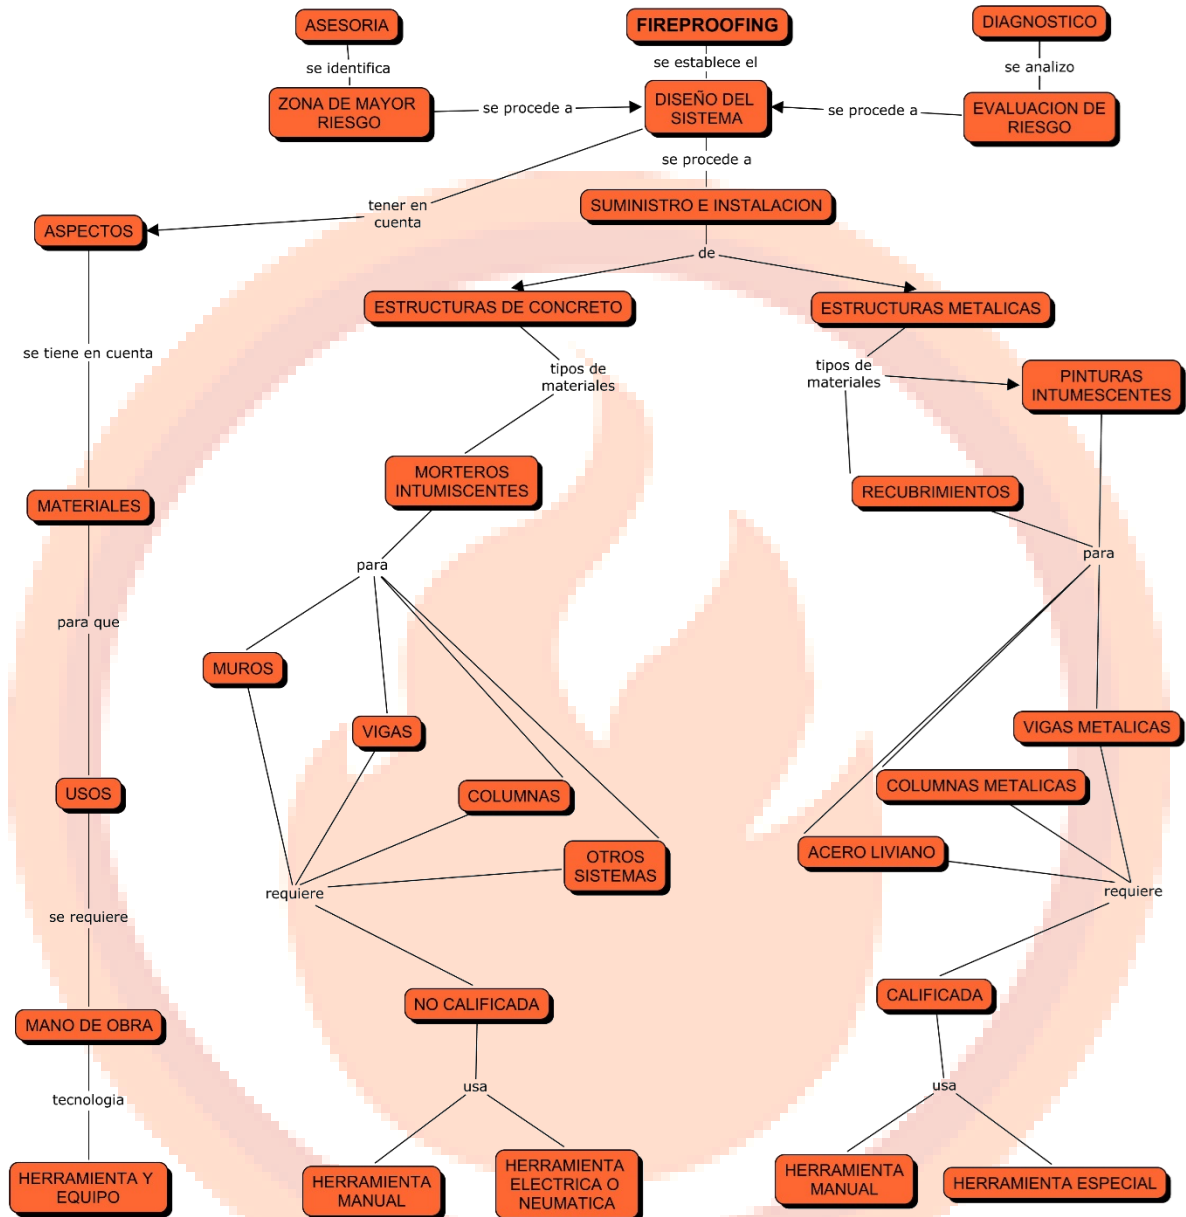 ASESORIA
FIREPROOFING
DIAGNOSTICO
se identifica
se establece el
se analizo
ZONA DE MAYOR
RIESGO
se procede a
DISEÑO DEL
SISTEMA
se procede a
EVALUACION DE
RIESGO
se procede a
tener en
cuenta
SUMINISTRO E INSTALACION
ASPECTOS
de
ESTRUCTURAS DE CONCRETO
ESTRUCTURAS METALICAS
se tiene en cuenta
tipos de
materiales
tipos de
materiales
PINTURAS
INTUMESCENTES
MORTEROS
INTUMISCENTES
RECUBRIMIENTOS
MATERIALES
para
para
para que
MUROS
VIGAS
VIGAS METALICAS
USOS
COLUMNAS
COLUMNAS METALICAS
OTROS
SISTEMAS
ACERO LIVIANO
requiere
requiere
se requiere
NO CALIFICADA
CALIFICADA
MANO DE OBRA
usa
usa
tecnologia
HERRAMIENTA Y
EQUIPO
HERRAMIENTA
MANUAL
HERRAMIENTA
ELECTRICA O
NEUMATICA
HERRAMIENTA
MANUAL
HERRAMIENTA ESPECIAL